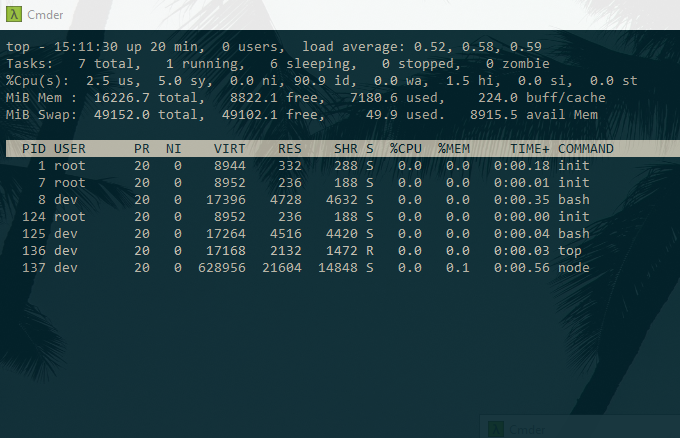 λ Cmder
top - 15:11:30 up 20 min,  0 users,  load average: 0.52, 0.58, 0.59
Tasks:   7 total,   1 running,   6 sleeping,   0 stopped,   0 zombie
%Cpu(s):  2.5 us,  5.0 sy,  0.0 ni, 90.9 id,  0.0 wa,  1.5 hi,  0.0 si,  0.0 st
MiB Mem :  16226.7 total,   8822.1 free,   7180.6 used,    224.0 buff/cache
MiB Swap:  49152.0 total,  49102.1 free,     49.9 used.   8915.5 avail Mem
PID USER      PR  NI    VIRT    RES    SHR S  %CPU  %MEM     TIME+ COMMAND
1 root      20   0    8944    332    288 S   0.0   0.0   0:00.18 init
7 root      20   0    8952    236    188 S   0.0   0.0   0:00.01 init
8 dev       20   0   17396   4728   4632 S   0.0   0.0   0:00.35 bash
124 root      20   0    8952    236    188 S   0.0   0.0   0:00.00 init
125 dev       20   0   17264   4516   4420 S   0.0   0.0   0:00.04 bash
136 dev       20   0   17168   2132   1472 R   0.0   0.0   0:00.03 top
137 dev       20   0  628956  21604  14848 S   0.0   0.1   0:00.56 node
λ Cmder